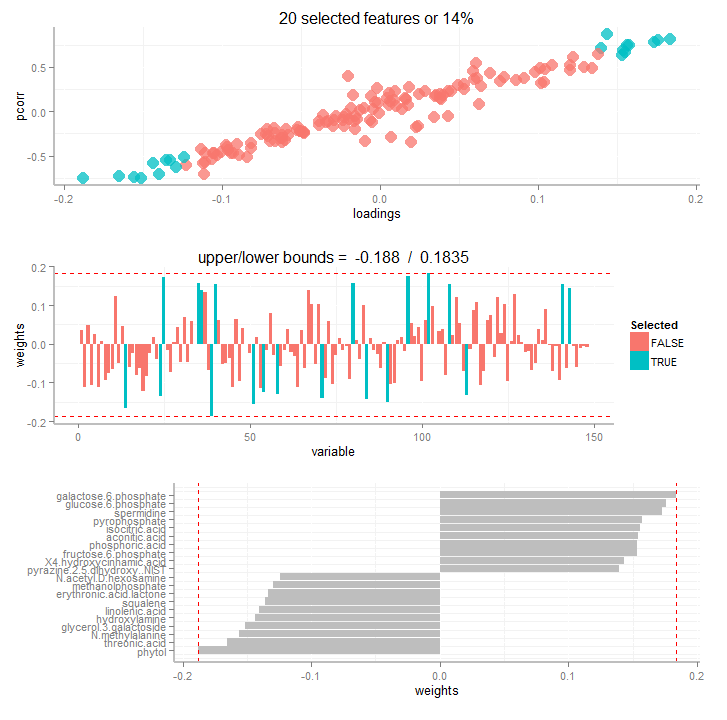 20 selected features or 14%
pcorr
0.5
0.0
-0.5
-0.2
-0.1
0.0
0.1
0.2
loadings
upper/lower bounds = -0.188 / 0.1835
weights
0.2
0.1
0.0
-0.1
-0.2
0
50
100
150
variable
Selected
FALSE
TRUE
galactose.6.phosphate
glucose.6.phosphate
spermidine
pyrophosphate
isocitric.acid
aconitic.acid
phosphoric.acid
fructose.6.phosphate
X4.hydroxycinnamic.acid
pyrazine.2.5.dihydroxy..NIST
N.acetyl.D.hexosamine
methanolphosphate
erythronic.acid.lactone
squalene
linolenic.acid
hydroxylamine
glycerol.3.galactoside
N.methylalanine
threonic.acid
phytol
-0.2
-0.1
0.0
0.1
0.2
weights